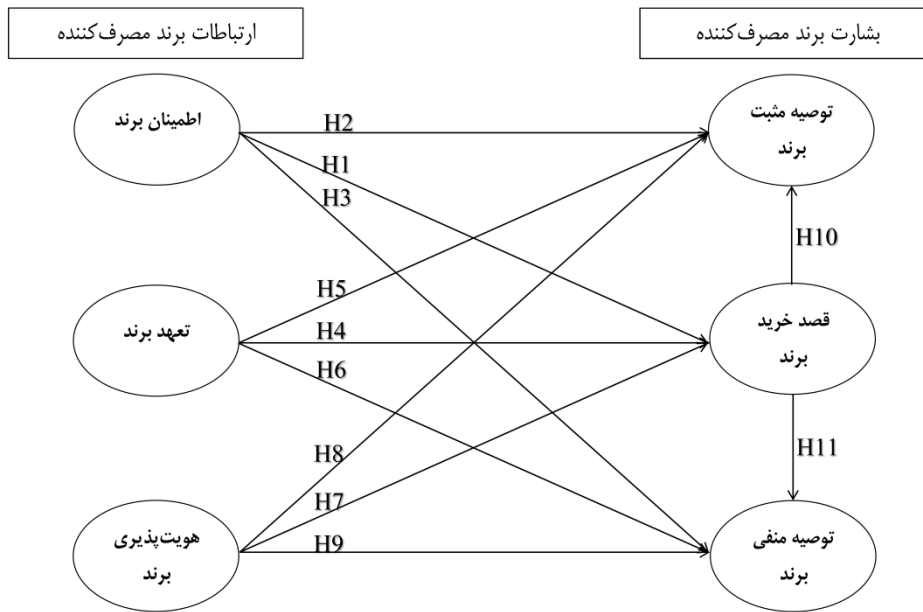 بشارت برند مصرف‌کننده
ارتباطات برند مصرف‌کننده
اطمینان برند
توصیه مثبت
برند
H2
H1
H3
H10
تعهد برند
قصد خرید
برند
H5
H4
H6
H11
هویت‌پذیری
برند
توصیه منفی
برند
H8
H7
H9